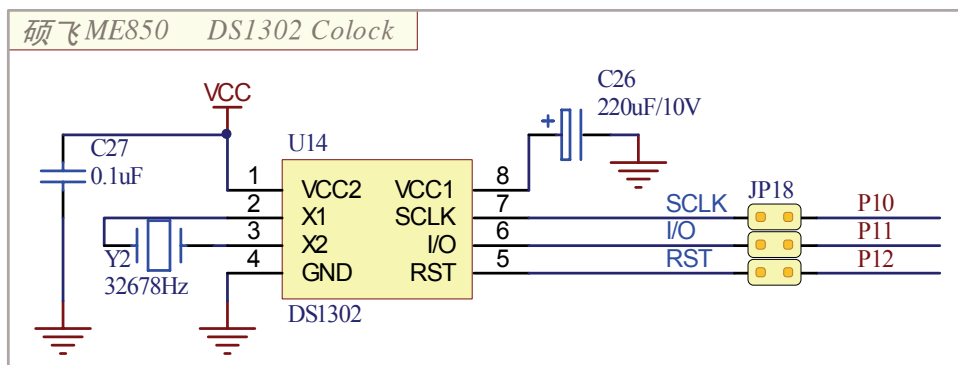 硕飞ME850 DS1302 Colock
VCC
C26
220uF/10V
C27
0.1uF
U14
1 VCC2 VCC1 8
2 X1 SCLK 7
3 X2 I/O 6
4 GND RST 5
DS1302
Y2
32678Hz
JP18
SCLK P10
I/O P11
RST P12